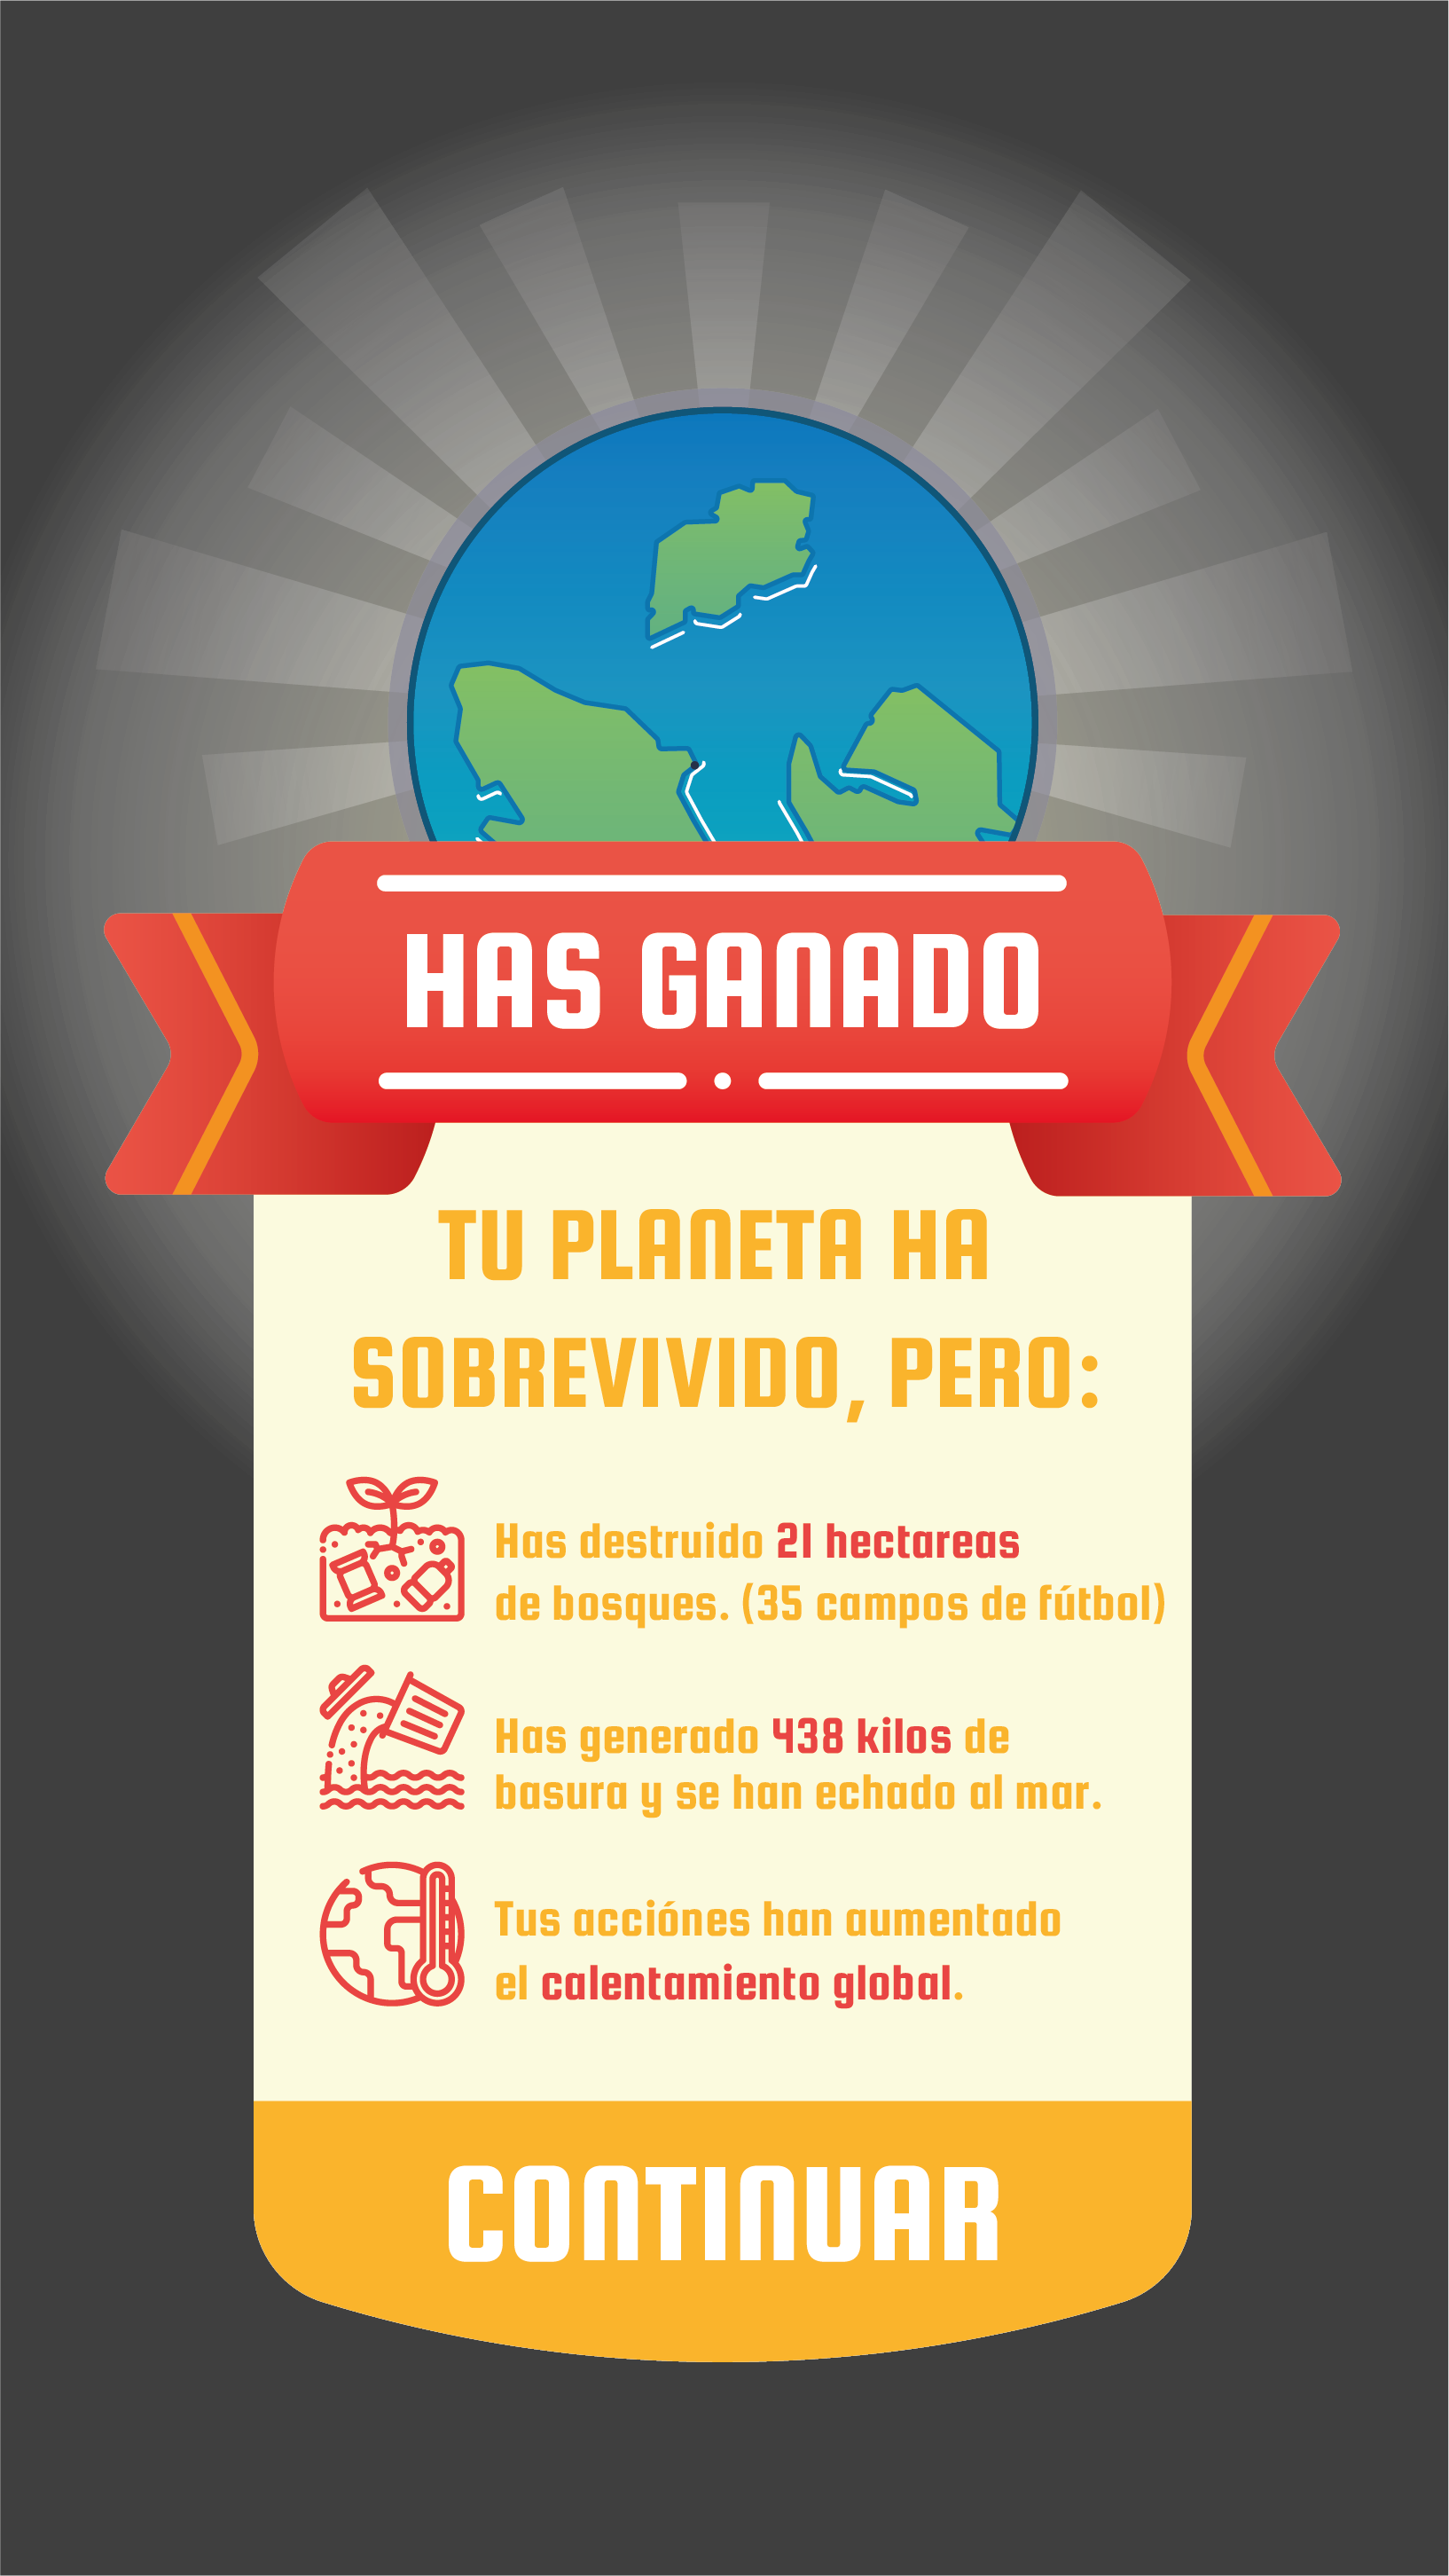 HAS GANADO
TU PLANETA HA
SOBREVIVIDO, PERO:
Has destruido 21 hectareas
de bosques. (35 campos de fútbol)
Has generado 438 kilos de
basura y se han echado al mar.
Tus acciónes han aumentado
el calentamiento global.
CONTINUAR